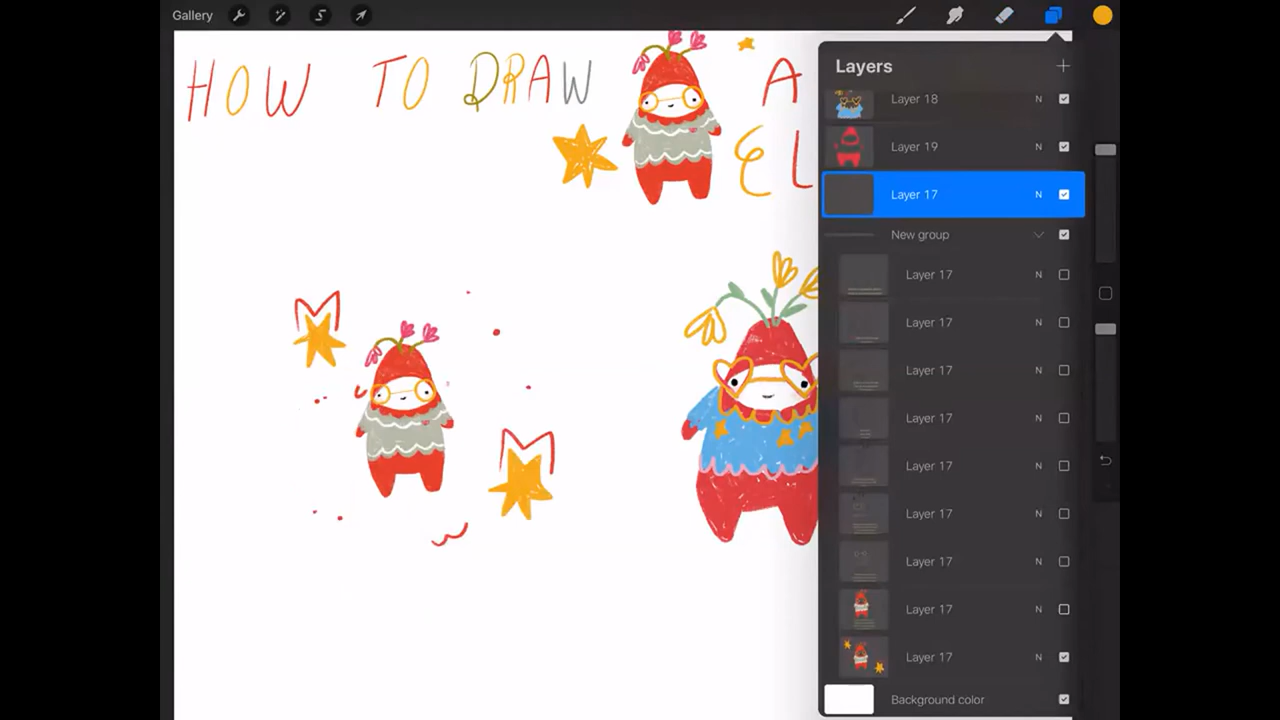 Gallery
HOW TO DRAW A
EL
Layers
Layer 18 N
Layer 19 N
Layer 17 N
New group
Layer 17 N
Layer 17 N
Layer 17 N
Layer 17 N
Layer 17 N
Layer 17 N
Layer 17 N
Layer 17 N
Layer 17 N
Background color